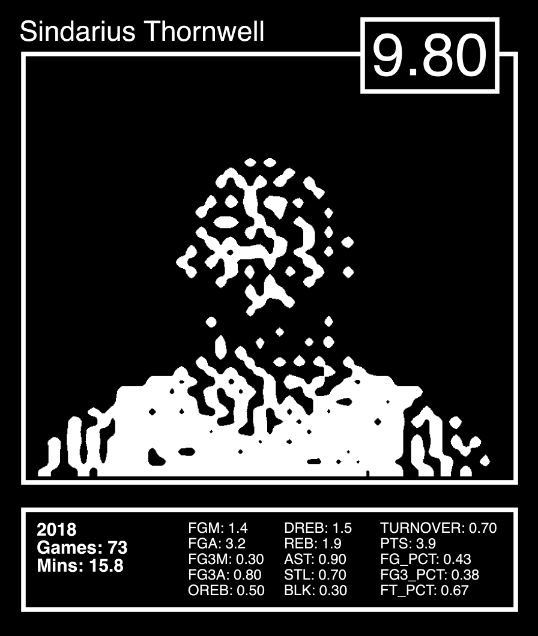 Sindarius Thornwell
9.80
2018
Games: 73
Mins: 15.8
FGM: 1.4
FGA: 3.2
FG3M: 0.30
FG3A: 0.80
OREB: 0.50
DREB: 1.5
REB: 1.9
AST: 0.90
STL: 0.70
BLK: 0.30
TURNOVER: 0.70
PTS: 3.9
FG_PCT: 0.43
FG3_PCT: 0.38
FT_PCT: 0.67